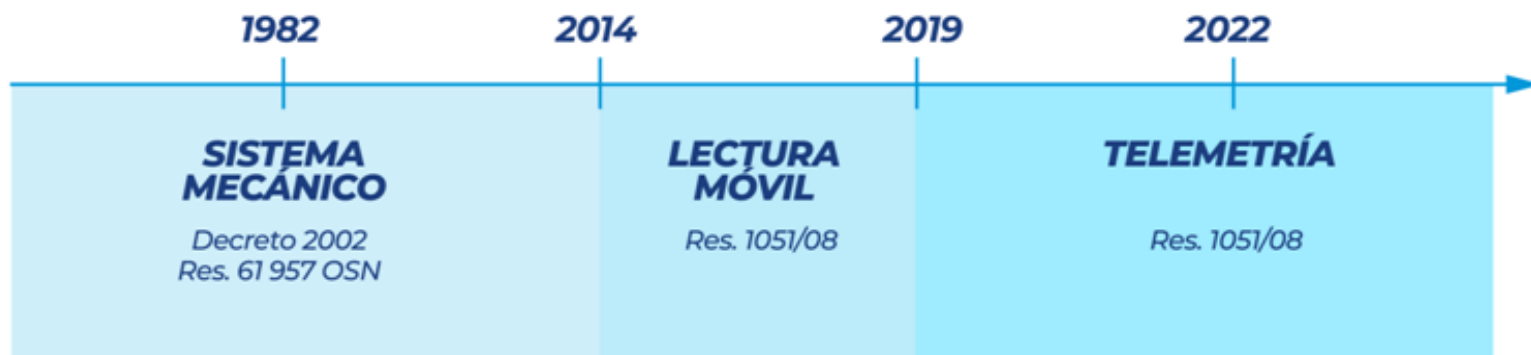 1982
2014
2019
2022
SISTEMA
MECÁNICO
Decreto 2002
Res. 61 957 OSN
LECTURA
MÓVIL
Res. 1051/08
TELEMETRÍA
Res. 1051/08